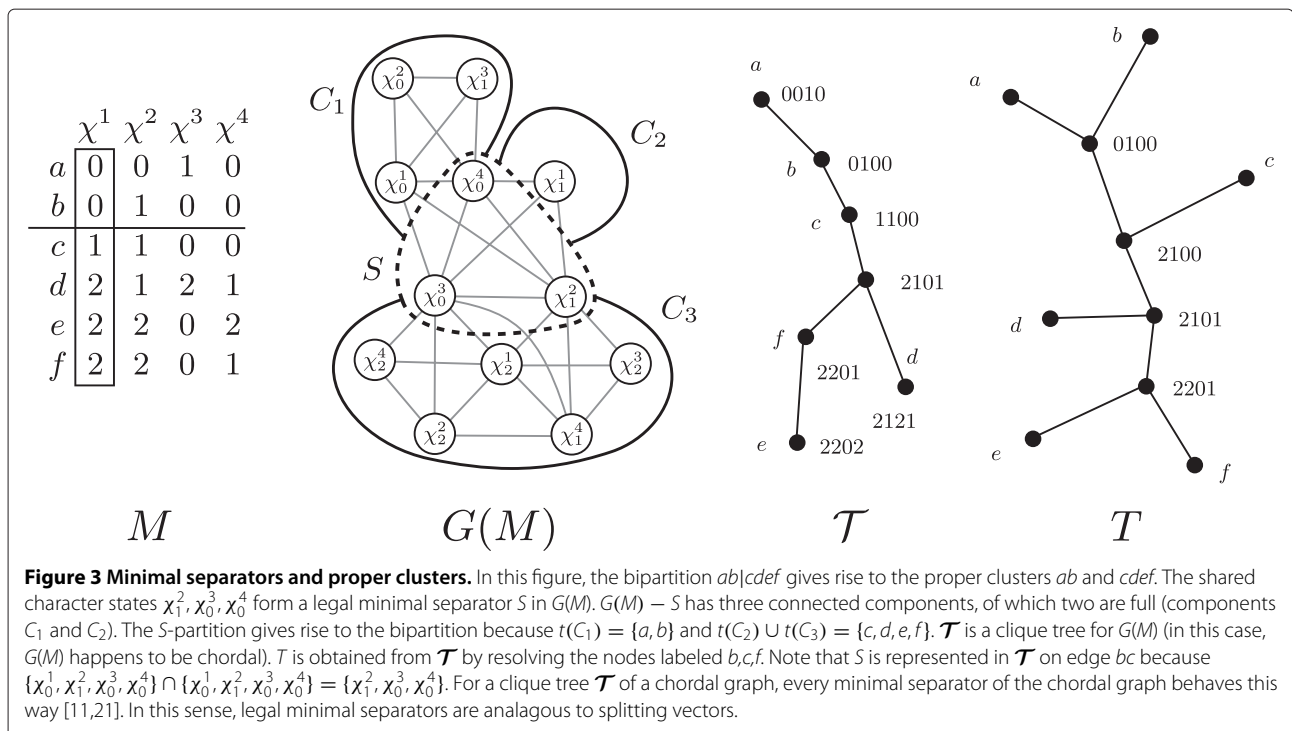 χ¹ χ² χ³ χ⁴
a 0 0 1 0
b 0 1 0 0
c 1 1 0 0
d 2 1 2 1
e 2 2 0 2
f 2 2 0 1
M
C₁
C₂
S
C₃
χ₀² χ₁³
χ₀¹ χ₀⁴ χ₁¹
χ₀³ χ₁²
χ₂⁴ χ₂¹ χ₂³
χ₂² χ₁⁴
G(M)
a
0010
b
0100
c
1100
2101
f
2201
d
2121
e
2202
𝒯
b
a
0100
c
2100
d
2101
2201
e
f
T
Figure 3 Minimal separators and proper clusters. In this figure, the bipartition ab|cdef gives rise to the proper clusters ab and cdef. The shared
character states χ₁², χ₀³, χ₀⁴ form a legal minimal separator S in G(M). G(M) − S has three connected components, of which two are full (components
C₁ and C₂). The S-partition gives rise to the bipartition because t(C₁) = {a, b} and t(C₂) ∪ t(C₃) = {c, d, e, f}. 𝒯 is a clique tree for G(M) (in this case,
G(M) happens to be chordal). T is obtained from 𝒯 by resolving the nodes labeled b,c,f. Note that S is represented in 𝒯 on edge bc because
{χ₀¹, χ₁², χ₀³, χ₀⁴} ∩ {χ₀¹, χ₁², χ₀³, χ₀⁴} = {χ₁², χ₀³, χ₀⁴}. For a clique tree 𝒯 of a chordal graph, every minimal separator of the chordal graph behaves this
way [11,21]. In this sense, legal minimal separators are analagous to splitting vectors.